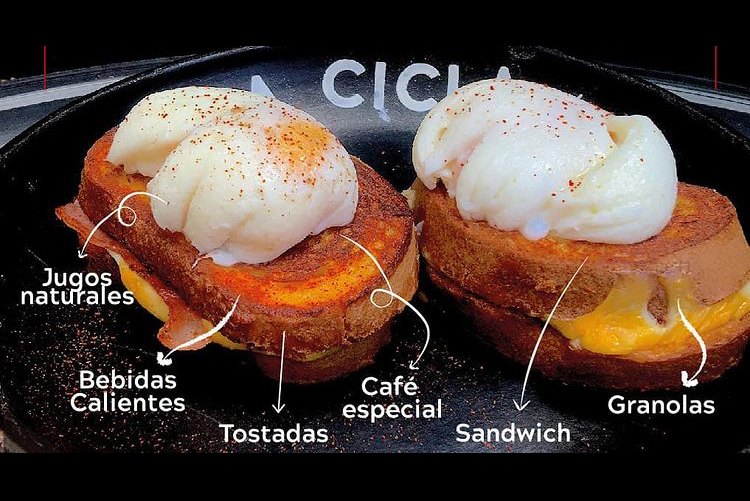 Jugos
naturales
Bebidas
Calientes
Tostadas
Café
especial
Sandwich
Granolas